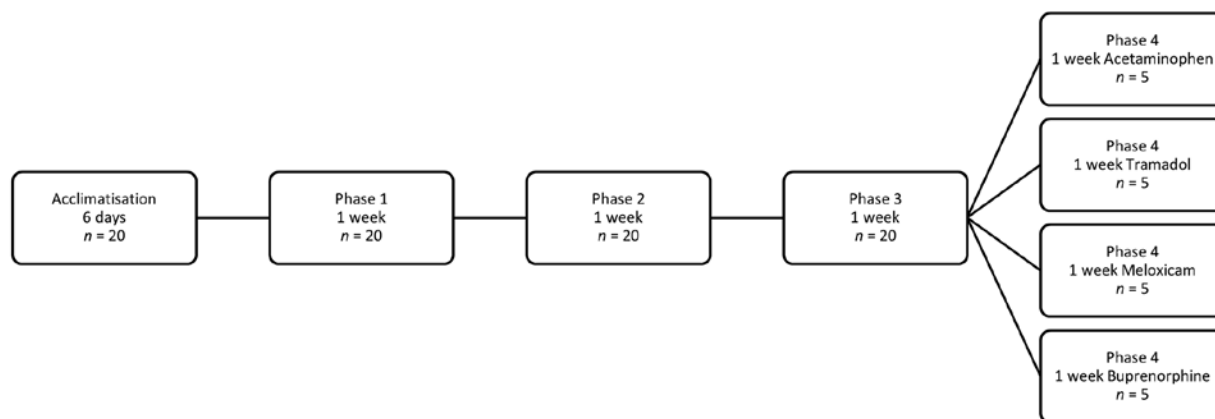 Acclimatisation
6 days
n = 20
Phase 1
1 week
n = 20
Phase 2
1 week
n = 20
Phase 3
1 week
n = 20
Phase 4
1 week Acetaminophen
n = 5
Phase 4
1 week Tramadol
n = 5
Phase 4
1 week Meloxicam
n = 5
Phase 4
1 week Buprenorphine
n = 5